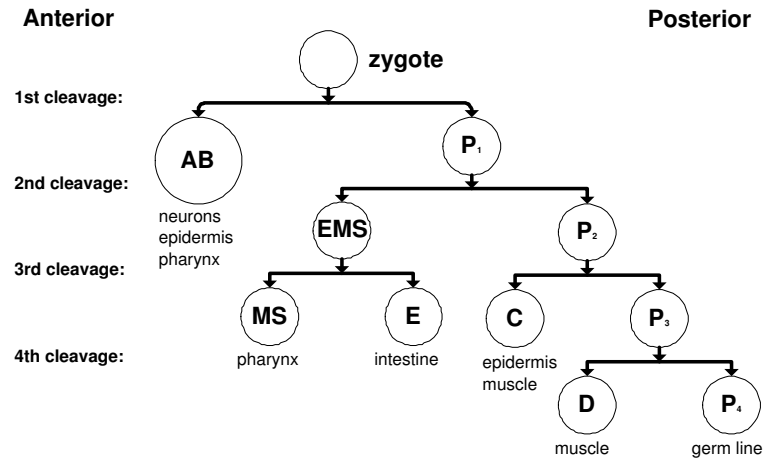 Anterior
Posterior
zygote
1st cleavage:
AB
P₁
2nd cleavage:
neurons
epidermis
pharynx
EMS
P₂
3rd cleavage:
MS
E
C
P₃
4th cleavage:
pharynx
intestine
epidermis
muscle
D
P₄
muscle
germ line